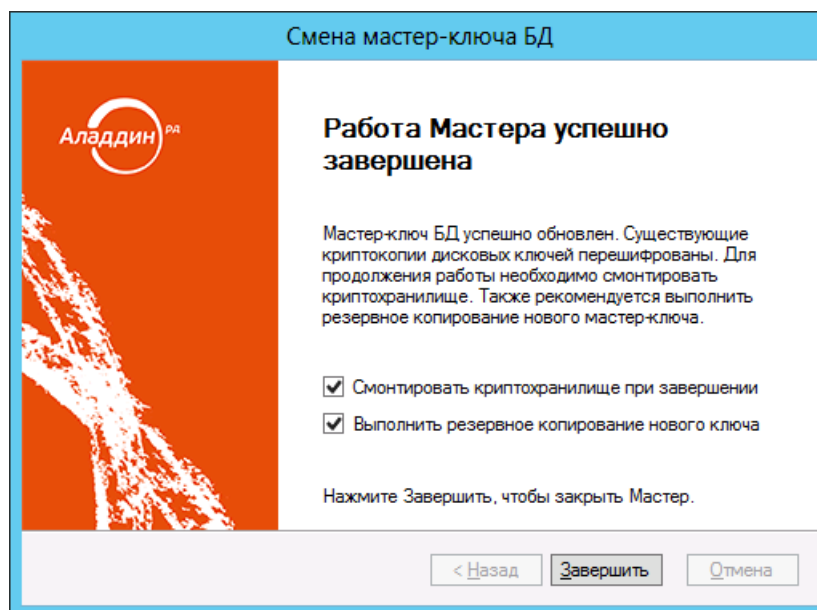 Смена мастер-ключа БД
Аладдин РД
Работа Мастера успешно
завершена
Мастер-ключ БД успешно обновлен. Существующие
криптокопии дисковых ключей перешифрованы. Для
продолжения работы необходимо смонтировать
криптохранилище. Также рекомендуется выполнить
резервное копирование нового мастер-ключа.
Смонтировать криптохранилище при завершении
Выполнить резервное копирование нового ключа
Нажмите Завершить, чтобы закрыть Мастер.
< Назад Завершить Отмена